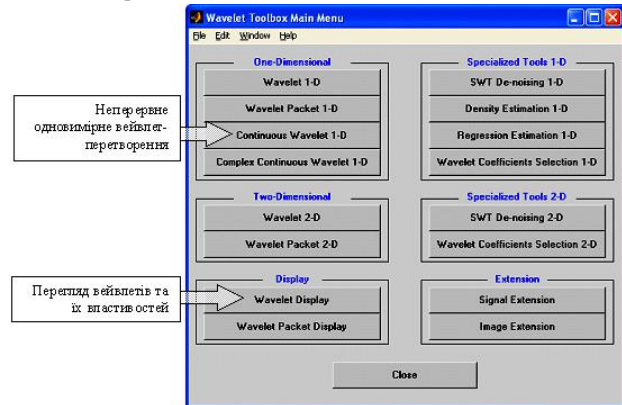 Wavelet Toolbox Main Menu
File Edit Window Help
One-Dimensional
Wavelet 1-D
Wavelet Packet 1-D
Continuous Wavelet 1-D
Complex Continuous Wavelet 1-D
Specialized Tools 1-D
SWT De-noising 1-D
Density Estimation 1-D
Regression Estimation 1-D
Wavelet Coefficients Selection 1-D
Неперервне
одновимірне вейвлет-
перетворення
Two-Dimensional
Wavelet 2-D
Wavelet Packet 2-D
Specialized Tools 2-D
SWT De-noising 2-D
Wavelet Coefficients Selection 2-D
Перегляд вейвлетів та
їх властивостей
Display
Wavelet Display
Wavelet Packet Display
Extension
Signal Extension
Image Extension
Close